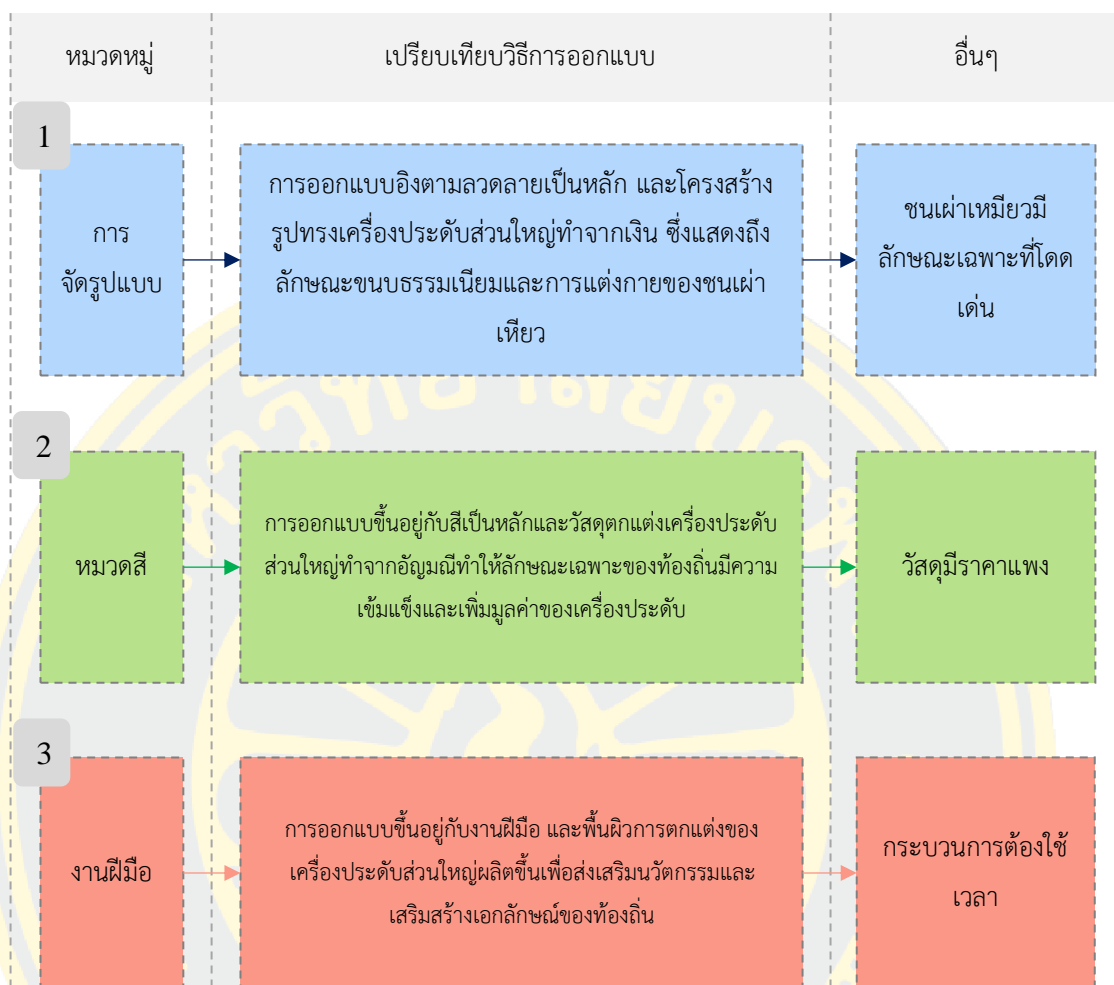 หมวดหมู่ เปรียบเทียบวิธีการออกแบบ อื่นๆ
1
การ
จัดรูปแบบ
การออกแบบอิงตามลวดลายเป็นหลัก และโครงสร้าง
รูปทรงเครื่องประดับส่วนใหญ่ทำจากเงิน ซึ่งแสดงถึง
ลักษณะขนบธรรมเนียมและการแต่งกายของชนเผ่า
เหียว
ชนเผ่าเหมียวมี
ลักษณะเฉพาะที่โดด
เด่น
2
หมวดสี
การออกแบบขึ้นอยู่กับสีเป็นหลักและวัสดุตกแต่งเครื่องประดับ
ส่วนใหญ่ทำจากอัญมณีทำให้ลักษณะเฉพาะของท้องถิ่นมีความ
เข้มแข็งและเพิ่มมูลค่าของเครื่องประดับ
วัสดุมีราคาแพง
3
งานฝีมือ
การออกแบบขึ้นอยู่กับงานฝีมือ และพื้นผิวการตกแต่งของ
เครื่องประดับส่วนใหญ่ผลิตขึ้นเพื่อส่งเสริมนวัตกรรมและ
เสริมสร้างเอกลักษณ์ของท้องถิ่น
กระบวนการต้องใช้
เวลา